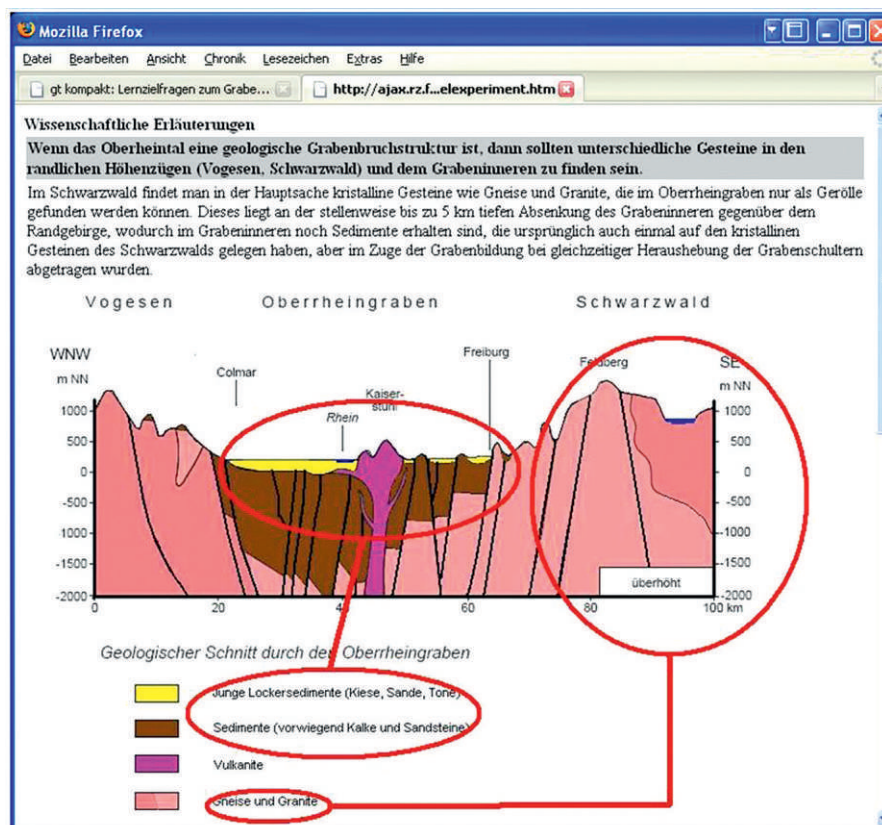 Mozilla Firefox
Datei Bearbeiten Ansicht Chronik Lesezeichen Extras Hilfe
gt kompakt: Lernzielfragen zum Grabe... http://ajax.rz.f...elexperiment.htm
Wissenschaftliche Erläuterungen
Wenn das Oberheintal eine geologische Grabenbruchstruktur ist, dann sollten unterschiedliche Gesteine in den
randlichen Höhenzügen (Vogesen, Schwarzwald) und dem Grabeninneren zu finden sein.
Im Schwarzwald findet man in der Hauptsache kristalline Gesteine wie Gneise und Granite, die im Oberrheingraben nur als Gerölle
gefunden werden können. Dieses liegt an der stellenweise bis zu 5 km tiefen Absenkung des Grabeninneren gegenüber dem
Randgebirge, wodurch im Grabeninneren noch Sedimente erhalten sind, die ursprünglich auch einmal auf den kristallinen
Gesteinen des Schwarzwalds gelegen haben, aber im Zuge der Grabenbildung bei gleichzeitiger Heraushebung der Grabenschultern
abgetragen wurden.
Vogesen Oberrheingraben Schwarzwald
WNW Freiburg Feldberg SE
m NN Colmar Kaiser- m NN
stuhl
Rhein
1000 1000
500 500
0 0
-500 -500
-1000 -1000
-1500 -1500
überhöht
-2000 -2000
0 20 40 60 80 100 km
Geologischer Schnitt durch den Oberrheingraben
Junge Lockersedimente (Kiese, Sande, Tone)
Sedimente (vorwiegend Kalke und Sandsteine)
Vulkanite
Gneise und Granite